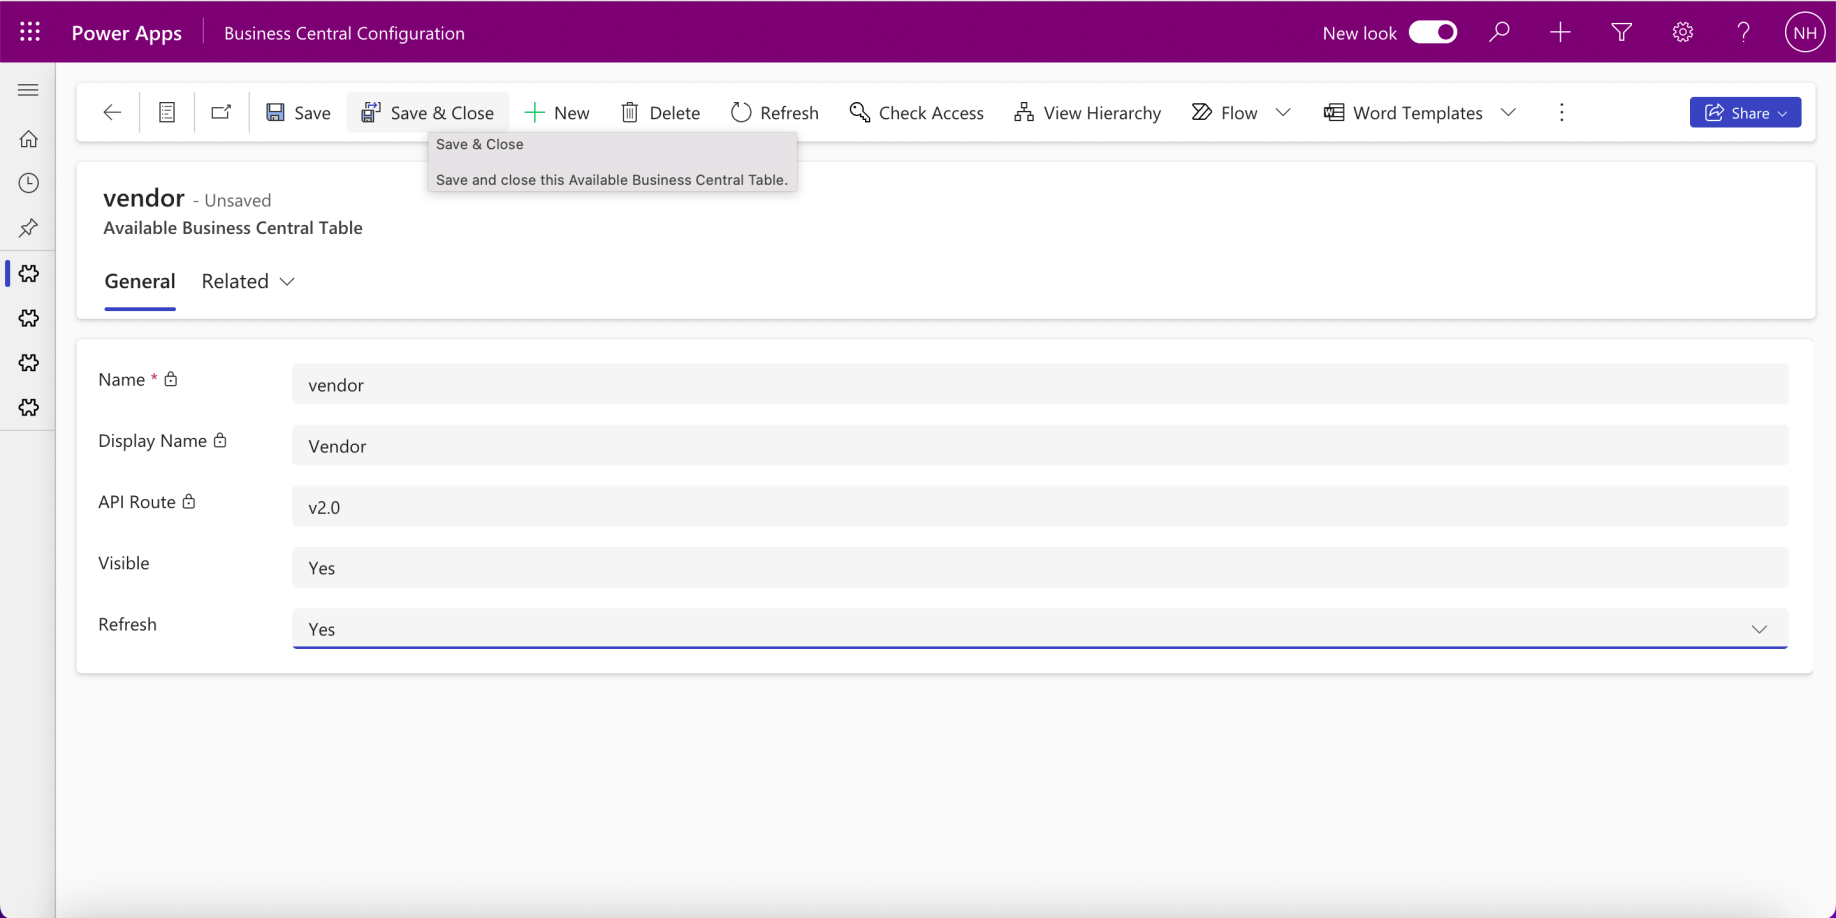 Power Apps Business Central Configuration New look NH
Save Save & Close New Delete Refresh Check Access View Hierarchy Flow Word Templates Share
Save & Close
Save and close this Available Business Central Table.
vendor - Unsaved
Available Business Central Table
General Related
Name * vendor
Display Name Vendor
API Route v2.0
Visible Yes
Refresh Yes